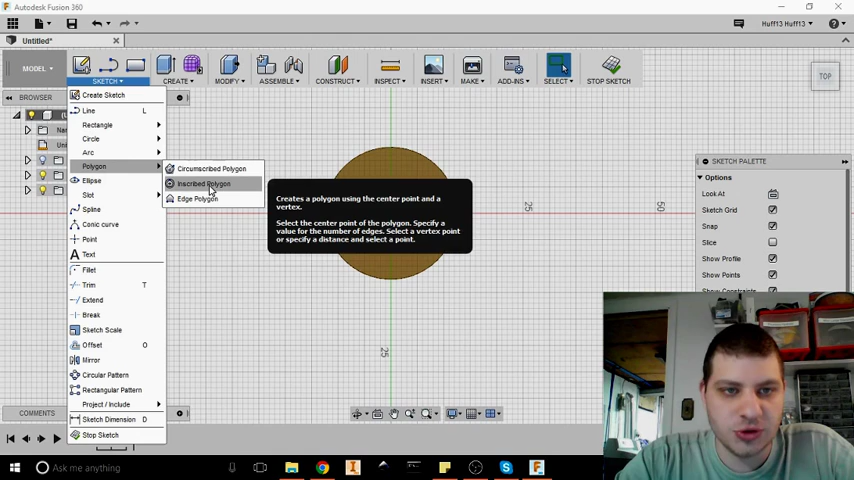 Autodesk Fusion 360
Huff13 Huff13
Untitled*
MODEL
SKETCH
CREATE
MODIFY
ASSEMBLE
CONSTRUCT
INSPECT
INSERT
MAKE
ADD-INS
SELECT
STOP SKETCH
TOP
BROWSER
Create Sketch
Line L
Rectangle
Circle
Arc
Polygon
Ellipse
Slot
Spline
Conic curve
Point
Text
Fillet
Trim T
Extend
Break
Sketch Scale
Offset O
Mirror
Circular Pattern
Rectangular Pattern
Project / Include
Sketch Dimension D
Stop Sketch
Circumscribed Polygon
Inscribed Polygon
Edge Polygon
Creates a polygon using the center point and a
vertex.
Select the center point of the polygon. Specify a
value for the number of edges. Select a vertex point
or specify a distance and select a point.
25
50
25
SKETCH PALETTE
Options
Look At
Sketch Grid
Snap
Slice
Show Profile
Show Points
Show Constraints
COMMENTS
Ask me anything